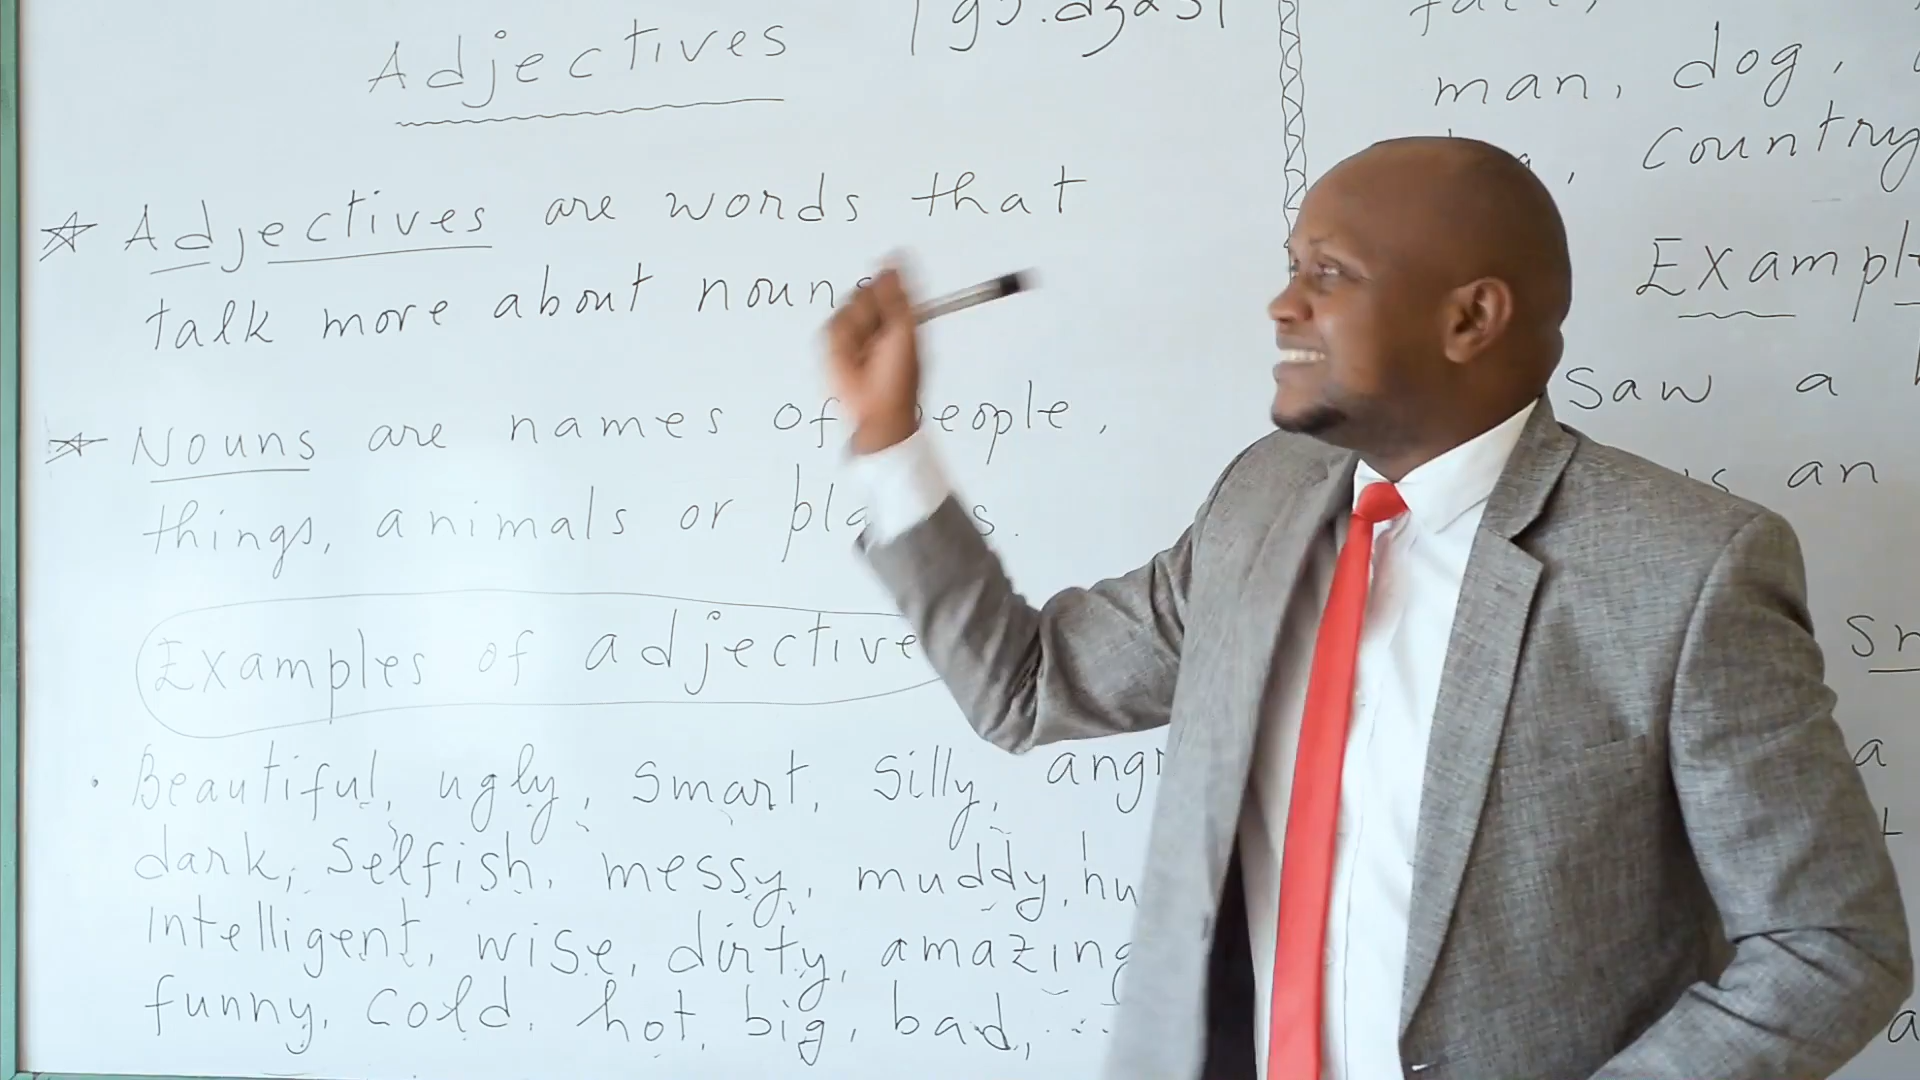 Adjectives
☆ Adjectives are words that
talk more about nouns
☆ Nouns are names of people,
things, animals or
Examples of adjective
• Beautiful, ugly, smart, silly,
dark, selfish, messy, muddy,
intelligent, wise, dirty, amazing
funny, cold, hot, big, bad, ...
man, dog,
country
Example
saw a
an
a
a